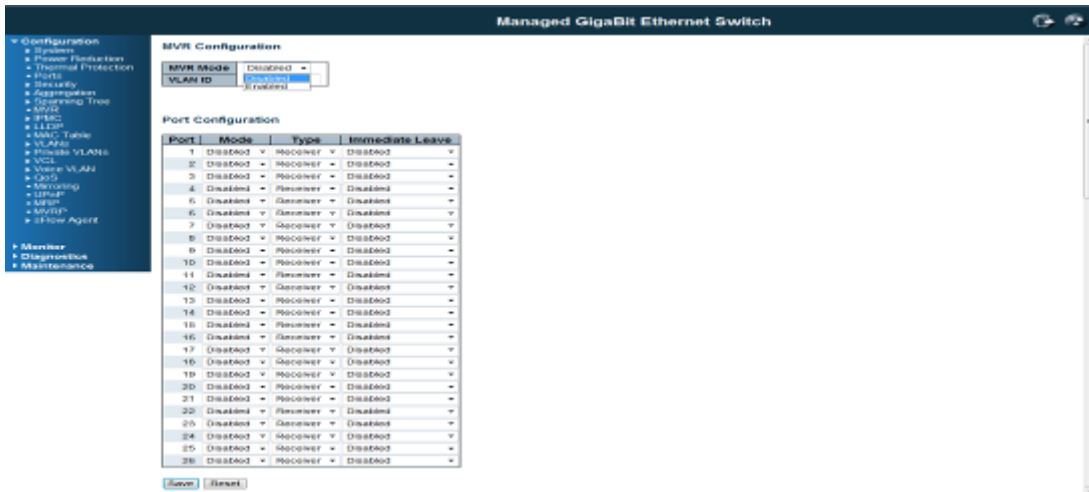 Managed GigaBit Ethernet Switch
Configuration
System
Power Reduction
Thermal Protection
Ports
Security
Aggregation
Spanning Tree
MVR
IPMC
LLDP
MAC Table
VLANs
Private VLANs
VCL
Voice VLAN
QoS
Mirroring
UPnP
MRP
MVRP
sFlow Agent
Monitor
Diagnostics
Maintenance
MVR Configuration
MVR Mode Disabled
VLAN ID Disabled
Enabled
Port Configuration
Port Mode Type Immediate Leave
1 Disabled Receiver Disabled
2 Disabled Receiver Disabled
3 Disabled Receiver Disabled
4 Disabled Receiver Disabled
5 Disabled Receiver Disabled
6 Disabled Receiver Disabled
7 Disabled Receiver Disabled
8 Disabled Receiver Disabled
9 Disabled Receiver Disabled
10 Disabled Receiver Disabled
11 Disabled Receiver Disabled
12 Disabled Receiver Disabled
13 Disabled Receiver Disabled
14 Disabled Receiver Disabled
15 Disabled Receiver Disabled
16 Disabled Receiver Disabled
17 Disabled Receiver Disabled
18 Disabled Receiver Disabled
19 Disabled Receiver Disabled
20 Disabled Receiver Disabled
21 Disabled Receiver Disabled
22 Disabled Receiver Disabled
23 Disabled Receiver Disabled
24 Disabled Receiver Disabled
25 Disabled Receiver Disabled
26 Disabled Receiver Disabled
Save Reset